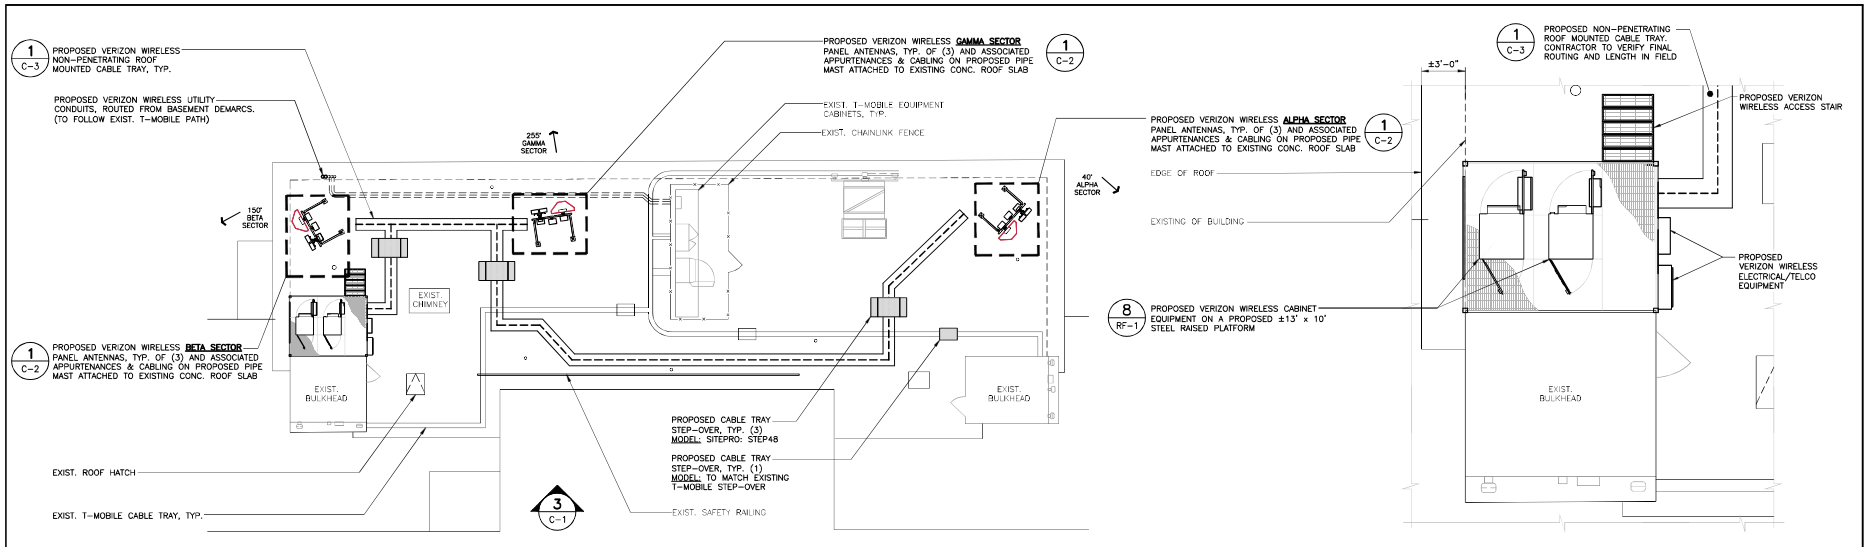 1
C-3
PROPOSED VERIZON WIRELESS
NON-PENETRATING ROOF
MOUNTED CABLE TRAY, TYP.
PROPOSED VERIZON WIRELESS UTILITY
CONDUITS, ROUTED FROM BASEMENT DEMARCS.
(TO FOLLOW EXIST. T-MOBILE PATH)
150°
BETA
SECTOR
1
C-2
PROPOSED VERIZON WIRELESS BETA SECTOR
PANEL ANTENNAS, TYP. OF (3) AND ASSOCIATED
APPURTENANCES & CABLING ON PROPOSED PIPE
MAST ATTACHED TO EXISTING CONC. ROOF SLAB
EXIST. ROOF HATCH
EXIST. T-MOBILE CABLE TRAY, TYP.
EXIST.
BULKHEAD
EXIST.
CHIMNEY
255°
GAMMA
SECTOR
PROPOSED VERIZON WIRELESS GAMMA SECTOR
PANEL ANTENNAS, TYP. OF (3) AND ASSOCIATED
APPURTENANCES & CABLING ON PROPOSED PIPE
MAST ATTACHED TO EXISTING CONC. ROOF SLAB
1
C-2
EXIST. T-MOBILE EQUIPMENT
CABINETS, TYP.
EXIST. CHAINLINK FENCE
3
C-1
PROPOSED CABLE TRAY
STEP-OVER, TYP. (3)
MODEL: SITEPRO: STEP48
PROPOSED CABLE TRAY
STEP-OVER, TYP. (1)
MODEL: TO MATCH EXISTING
T-MOBILE STEP-OVER
EXIST. SAFETY RAILING
EXIST.
BULKHEAD
40°
ALPHA
SECTOR
PROPOSED VERIZON WIRELESS ALPHA SECTOR
PANEL ANTENNAS, TYP. OF (3) AND ASSOCIATED
APPURTENANCES & CABLING ON PROPOSED PIPE
MAST ATTACHED TO EXISTING CONC. ROOF SLAB
1
C-2
EDGE OF ROOF
EXISTING OF BUILDING
8
RF-1
PROPOSED VERIZON WIRELESS CABINET
EQUIPMENT ON A PROPOSED ±13' x 10'
STEEL RAISED PLATFORM
±3'-0"
1
C-3
PROPOSED NON-PENETRATING
ROOF MOUNTED CABLE TRAY.
CONTRACTOR TO VERIFY FINAL
ROUTING AND LENGTH IN FIELD
PROPOSED VERIZON
WIRELESS ACCESS STAIR
PROPOSED
VERIZON WIRELESS
ELECTRICAL/TELCO
EQUIPMENT
EXIST.
BULKHEAD